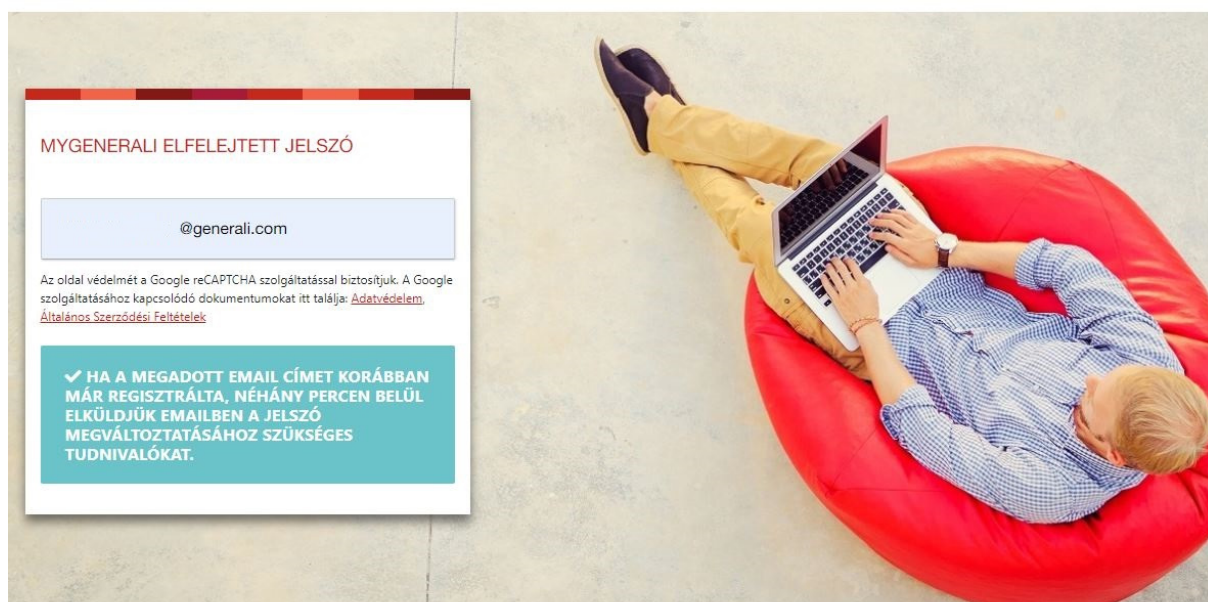 MYGENERALI ELFELEJTETT JELSZÓ
@generali.com
Az oldal védelmét a Google reCAPTCHA szolgáltatással biztosítjuk. A Google
szolgáltatásához kapcsolódó dokumentumokat itt találja: Adatvédelem,
Általános Szerződési Feltételek
✓ HA A MEGADOTT EMAIL CÍMET KORÁBBAN
MÁR REGISZTRÁLTA, NÉHÁNY PERCEN BELÜL
ELKÜLDJÜK EMAILBEN A JELSZÓ
MEGVÁLTOZTATÁSÁHOZ SZÜKSÉGES
TUDNIVALÓKAT.